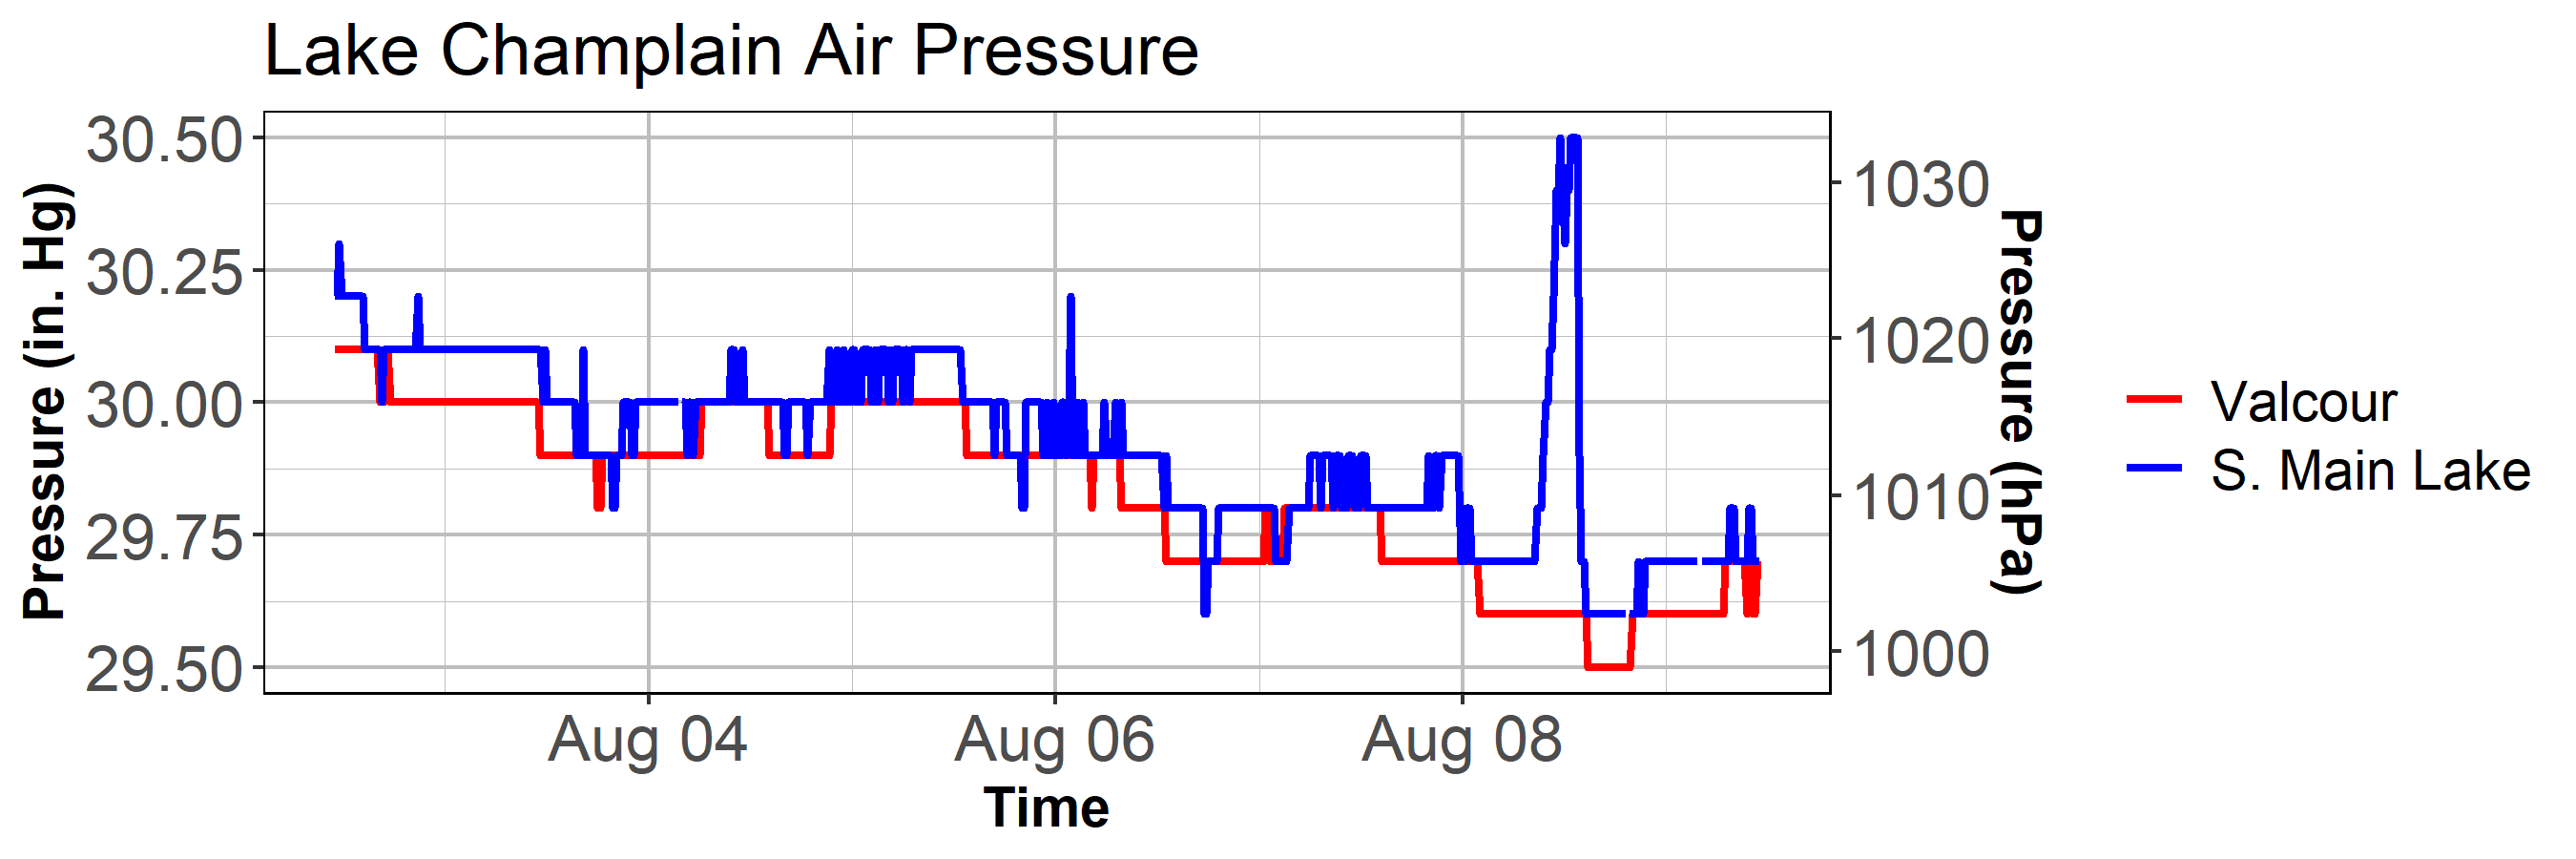 Lake Champlain Air Pressure
Pressure (in. Hg)
30.50
30.25
30.00
29.75
29.50
1030
1020
1010
1000
Pressure (hPa)
Aug 04
Aug 06
Aug 08
Time
Valcour
S. Main Lake